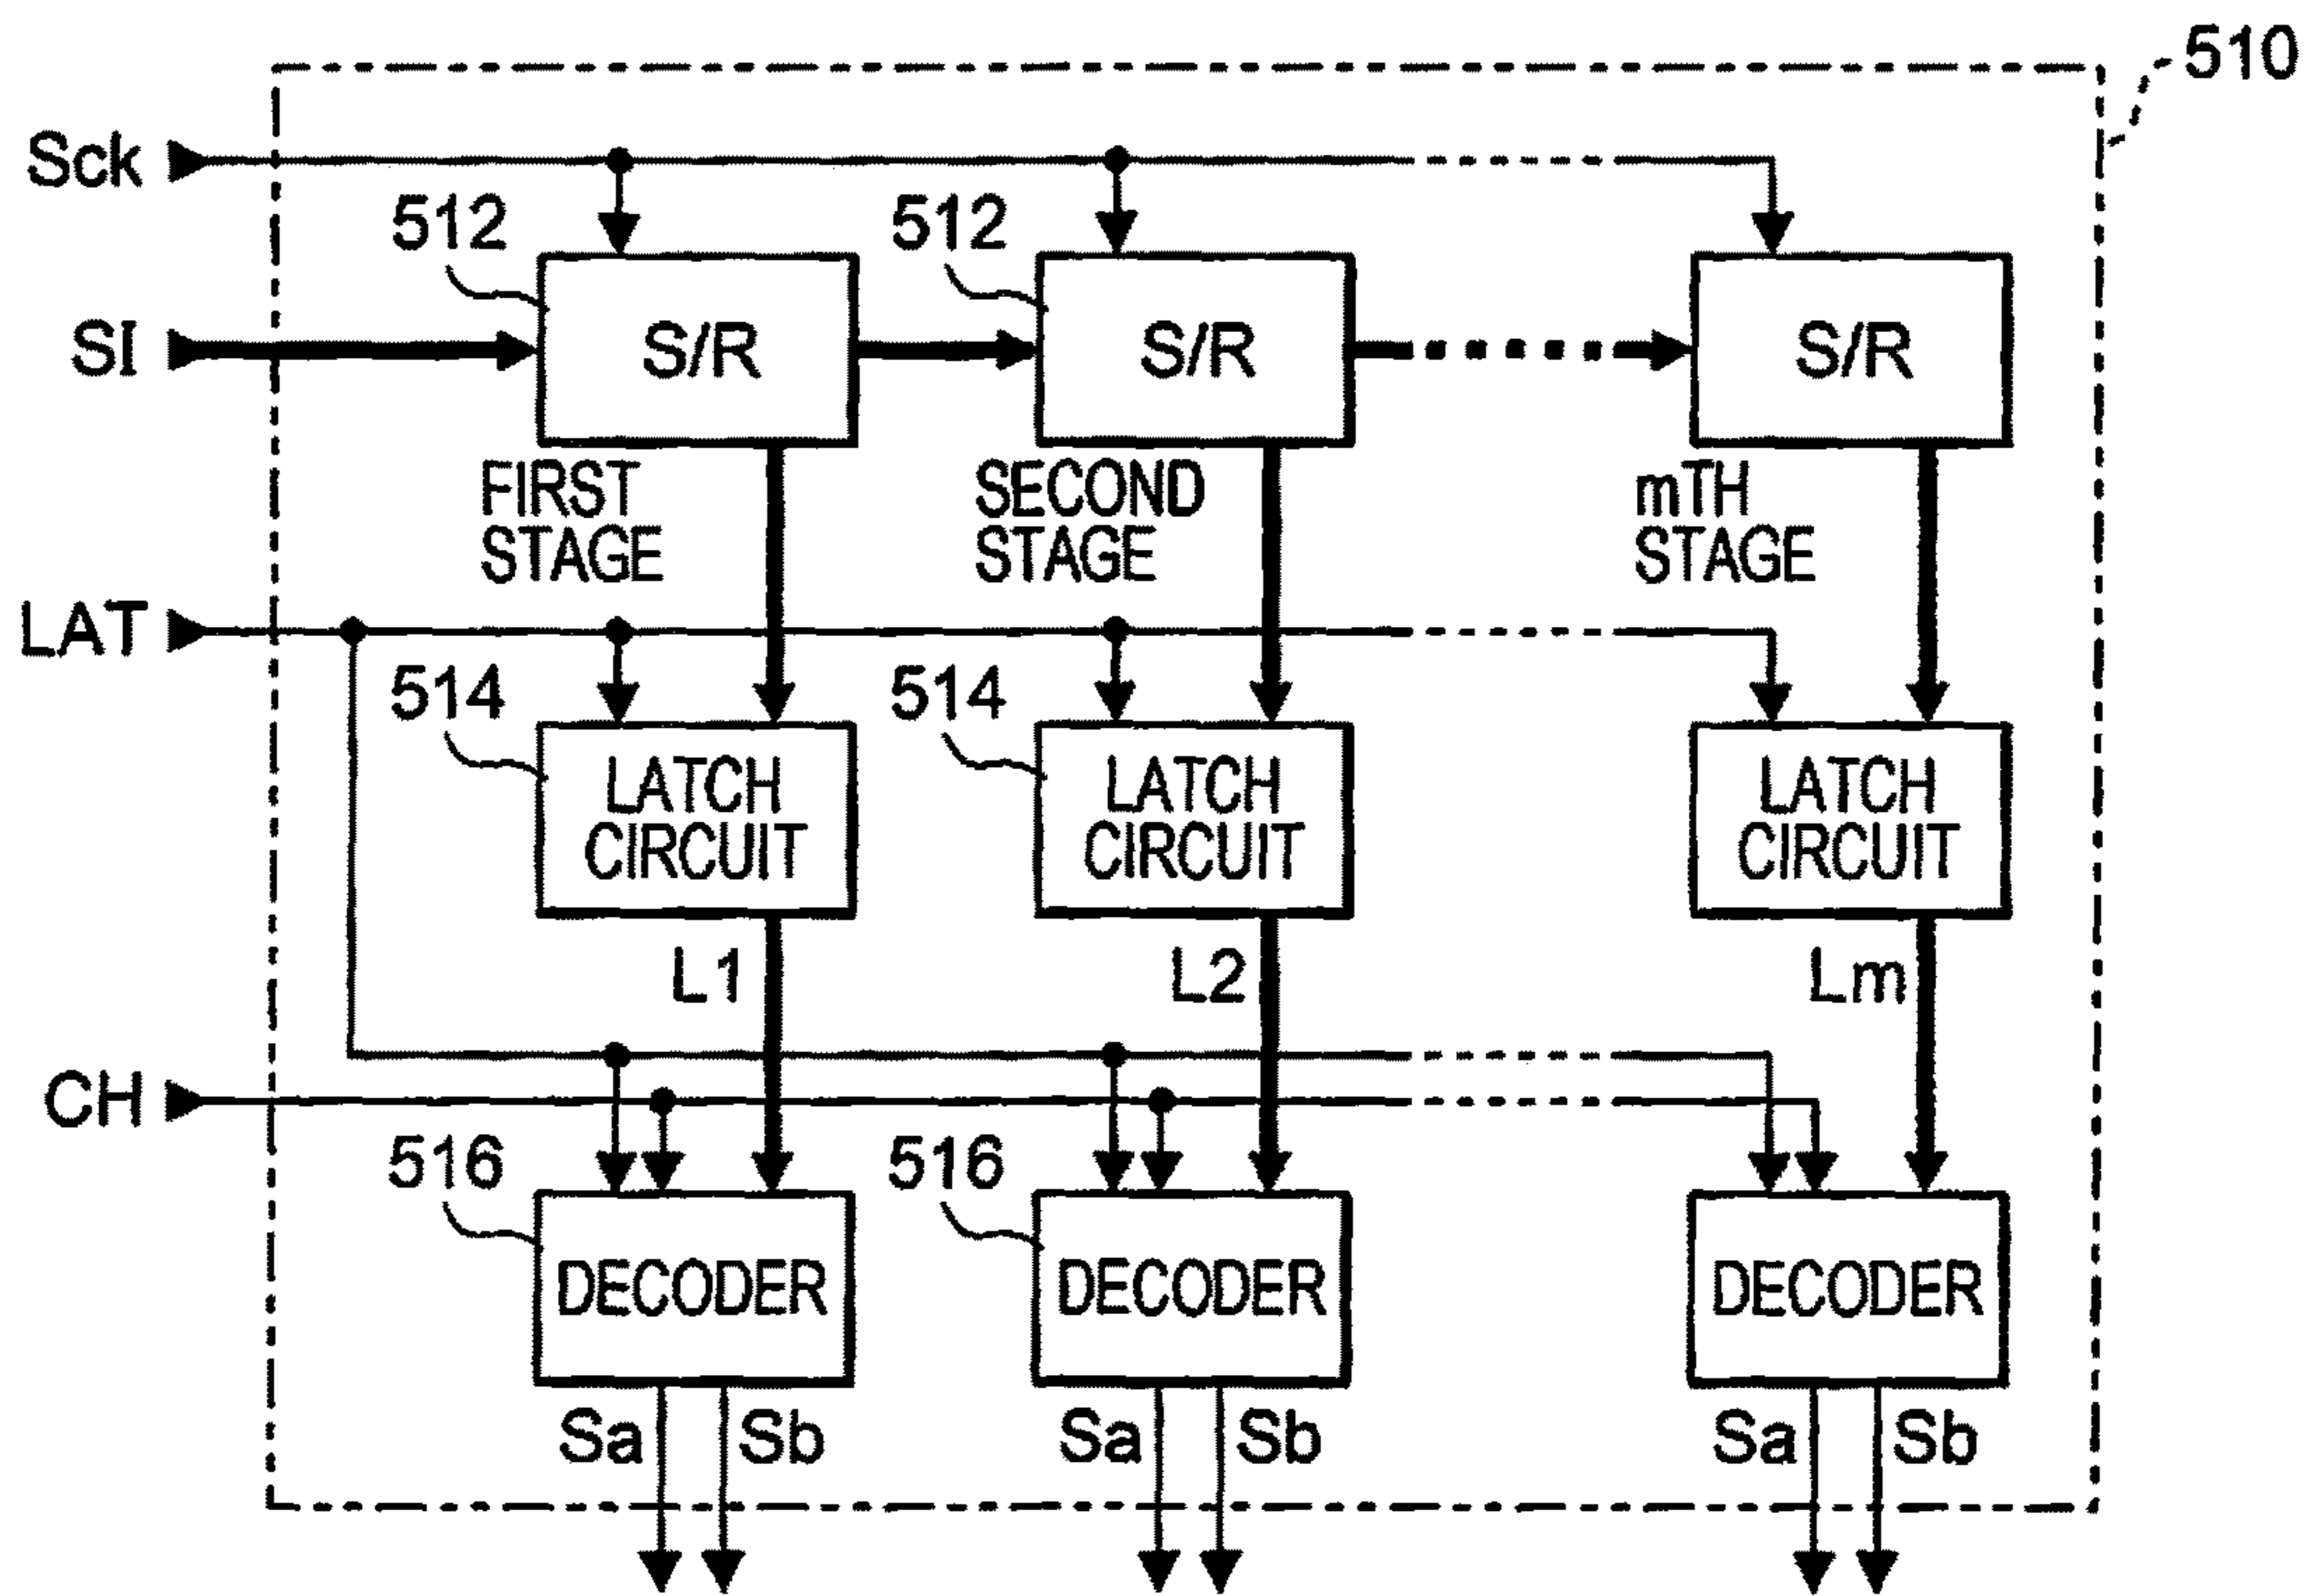 510
Sck
512
512
SI
S/R
S/R
S/R
FIRST
STAGE
SECOND
STAGE
mTH
STAGE
LAT
514
514
LATCH
CIRCUIT
LATCH
CIRCUIT
LATCH
CIRCUIT
L1
L2
Lm
CH
516
516
DECODER
DECODER
DECODER
Sa
Sb
Sa
Sb
Sa
Sb